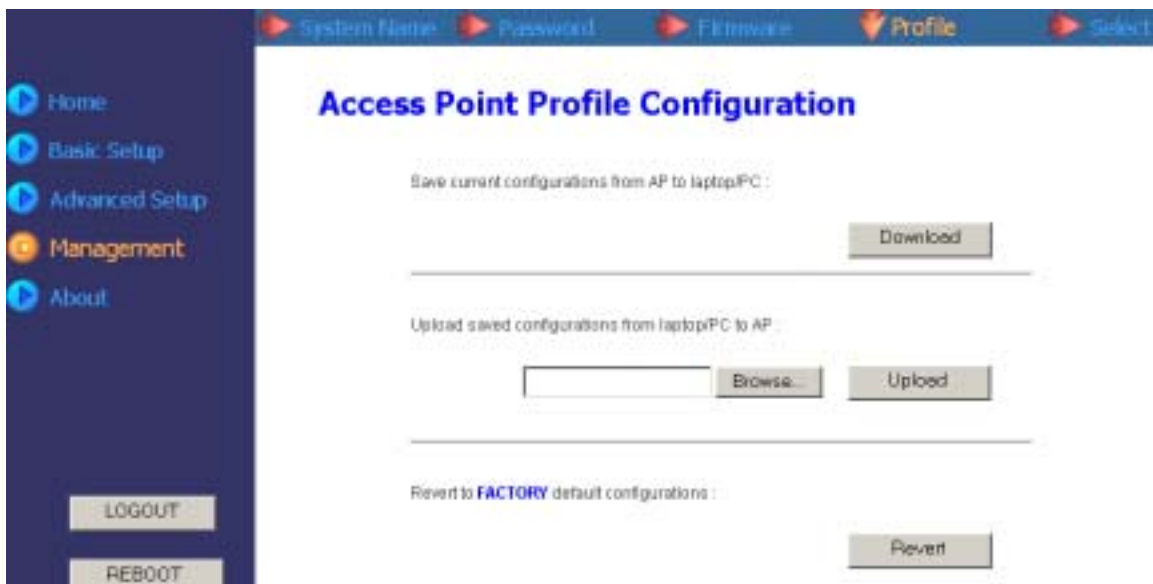 System Name Password Firmware Profile Select
Home
Basic Setup
Advanced Setup
Management
About
LOGOUT
REBOOT
Access Point Profile Configuration
Save current configurations from AP to laptop/PC :
Download
Upload saved configurations from laptop/PC to AP :
Browse... Upload
Revert to FACTORY default configurations :
Revert